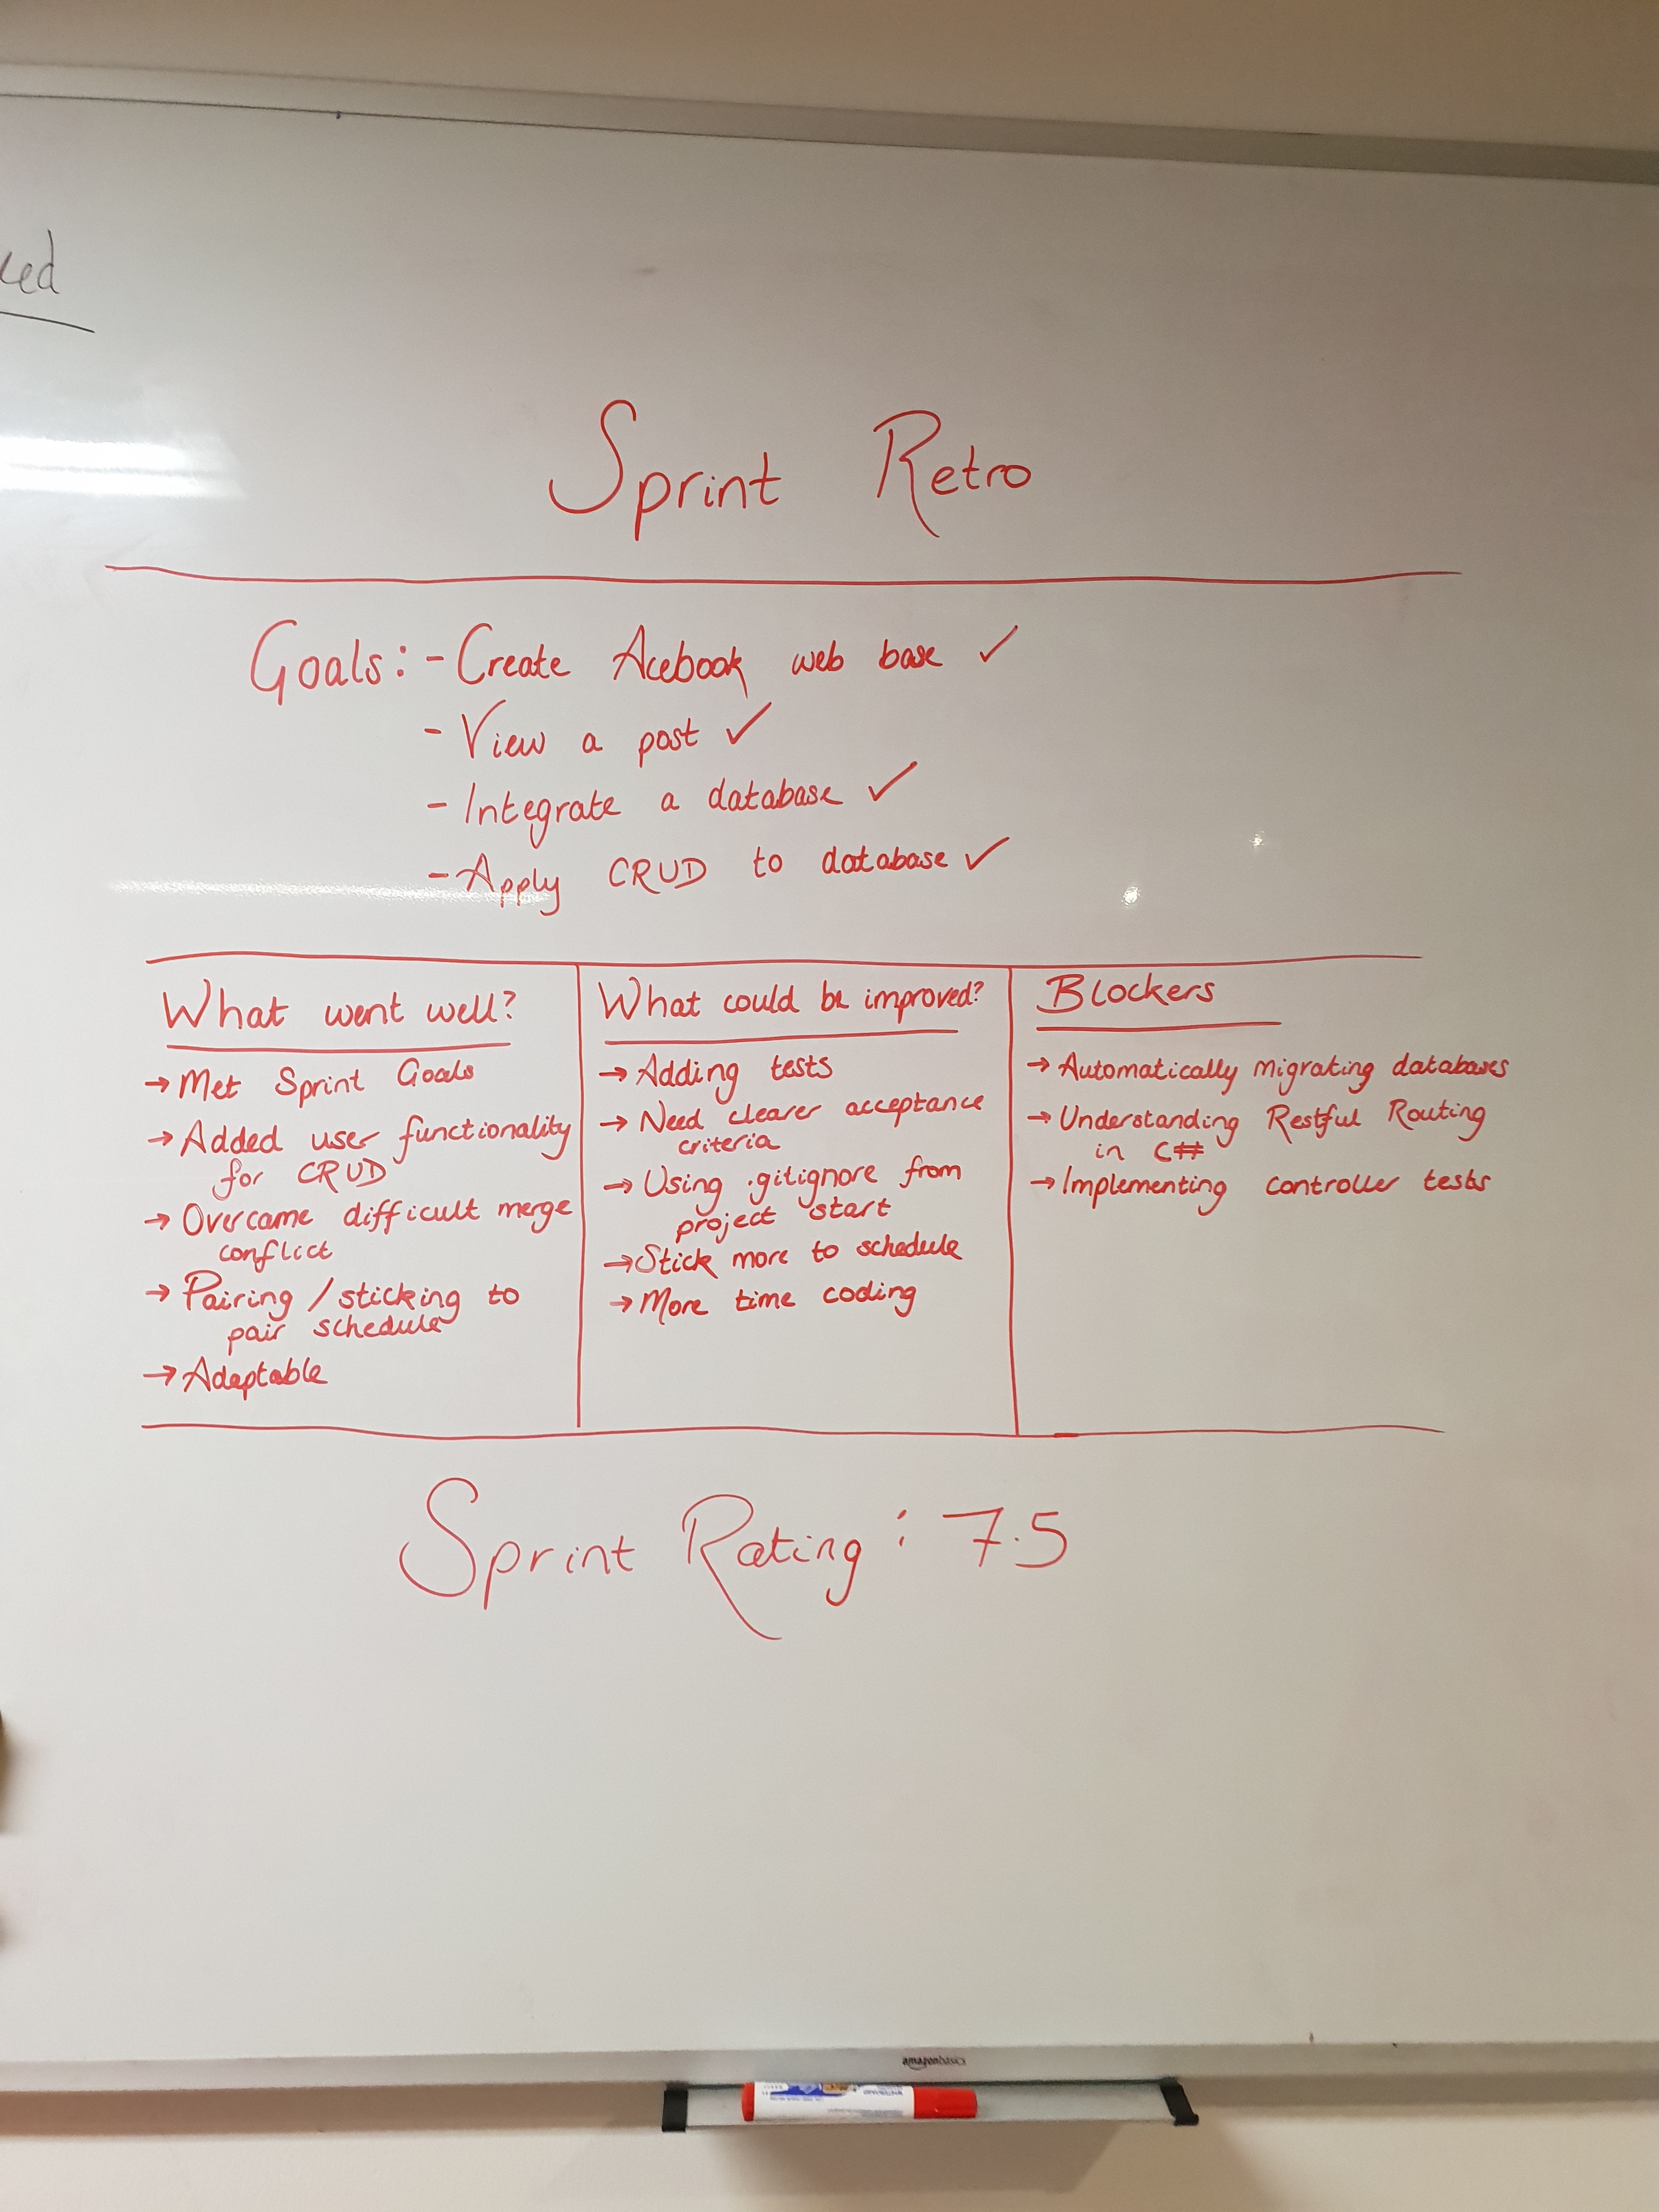 Sprint Retro
Goals: - Create Acebook web base ✓
- View a post ✓
- Integrate a database ✓
- Apply CRUD to database ✓
What went well?
→ Met Sprint Goals
→ Added user functionality
for CRUD
→ Overcame difficult merge
conflict
→ Pairing / sticking to
pair schedule
→ Adaptable
What could be improved?
→ Adding tests
→ Need clearer acceptance
criteria
→ Using .gitignore from
project start
→ Stick more to schedule
→ More time coding
Blockers
→ Automatically migrating databases
→ Understanding Restful Routing
in C#
→ Implementing controller tests
Sprint Rating: 7.5
amazonbasics